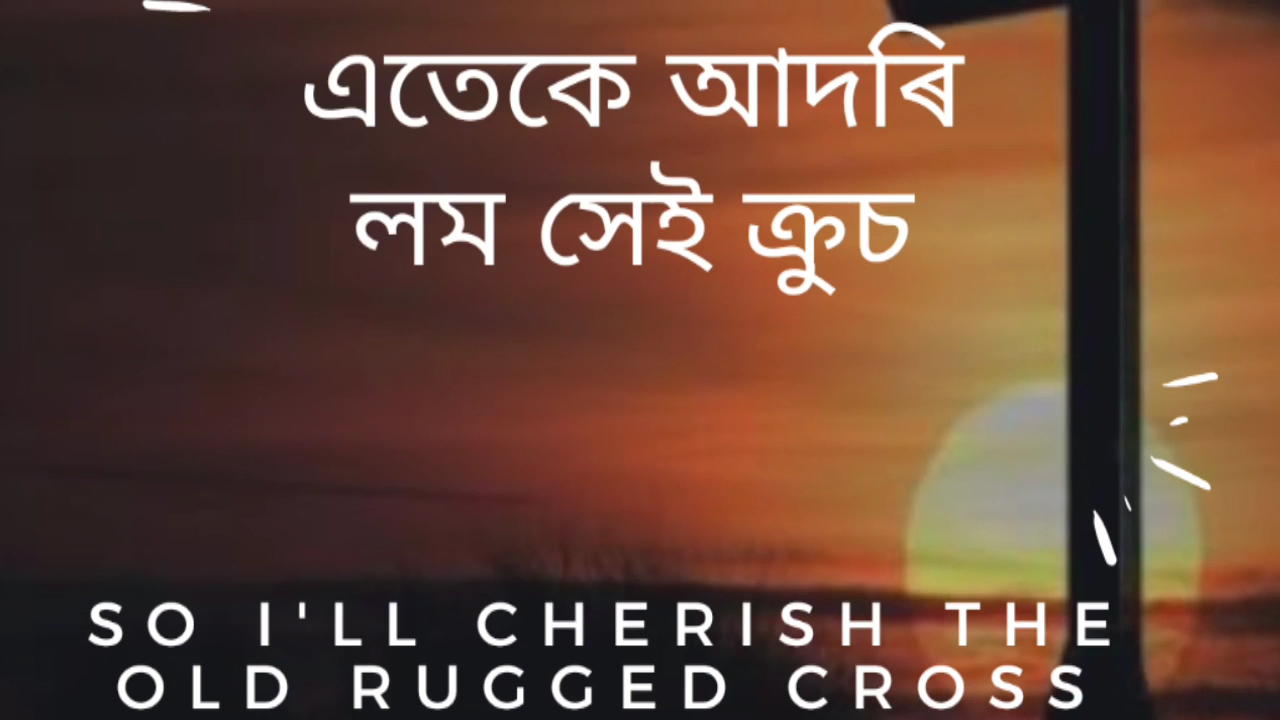 এতেকে আদৰি
লম সেই ক্ৰুচ
SO I'LL CHERISH THE
OLD RUGGED CROSS